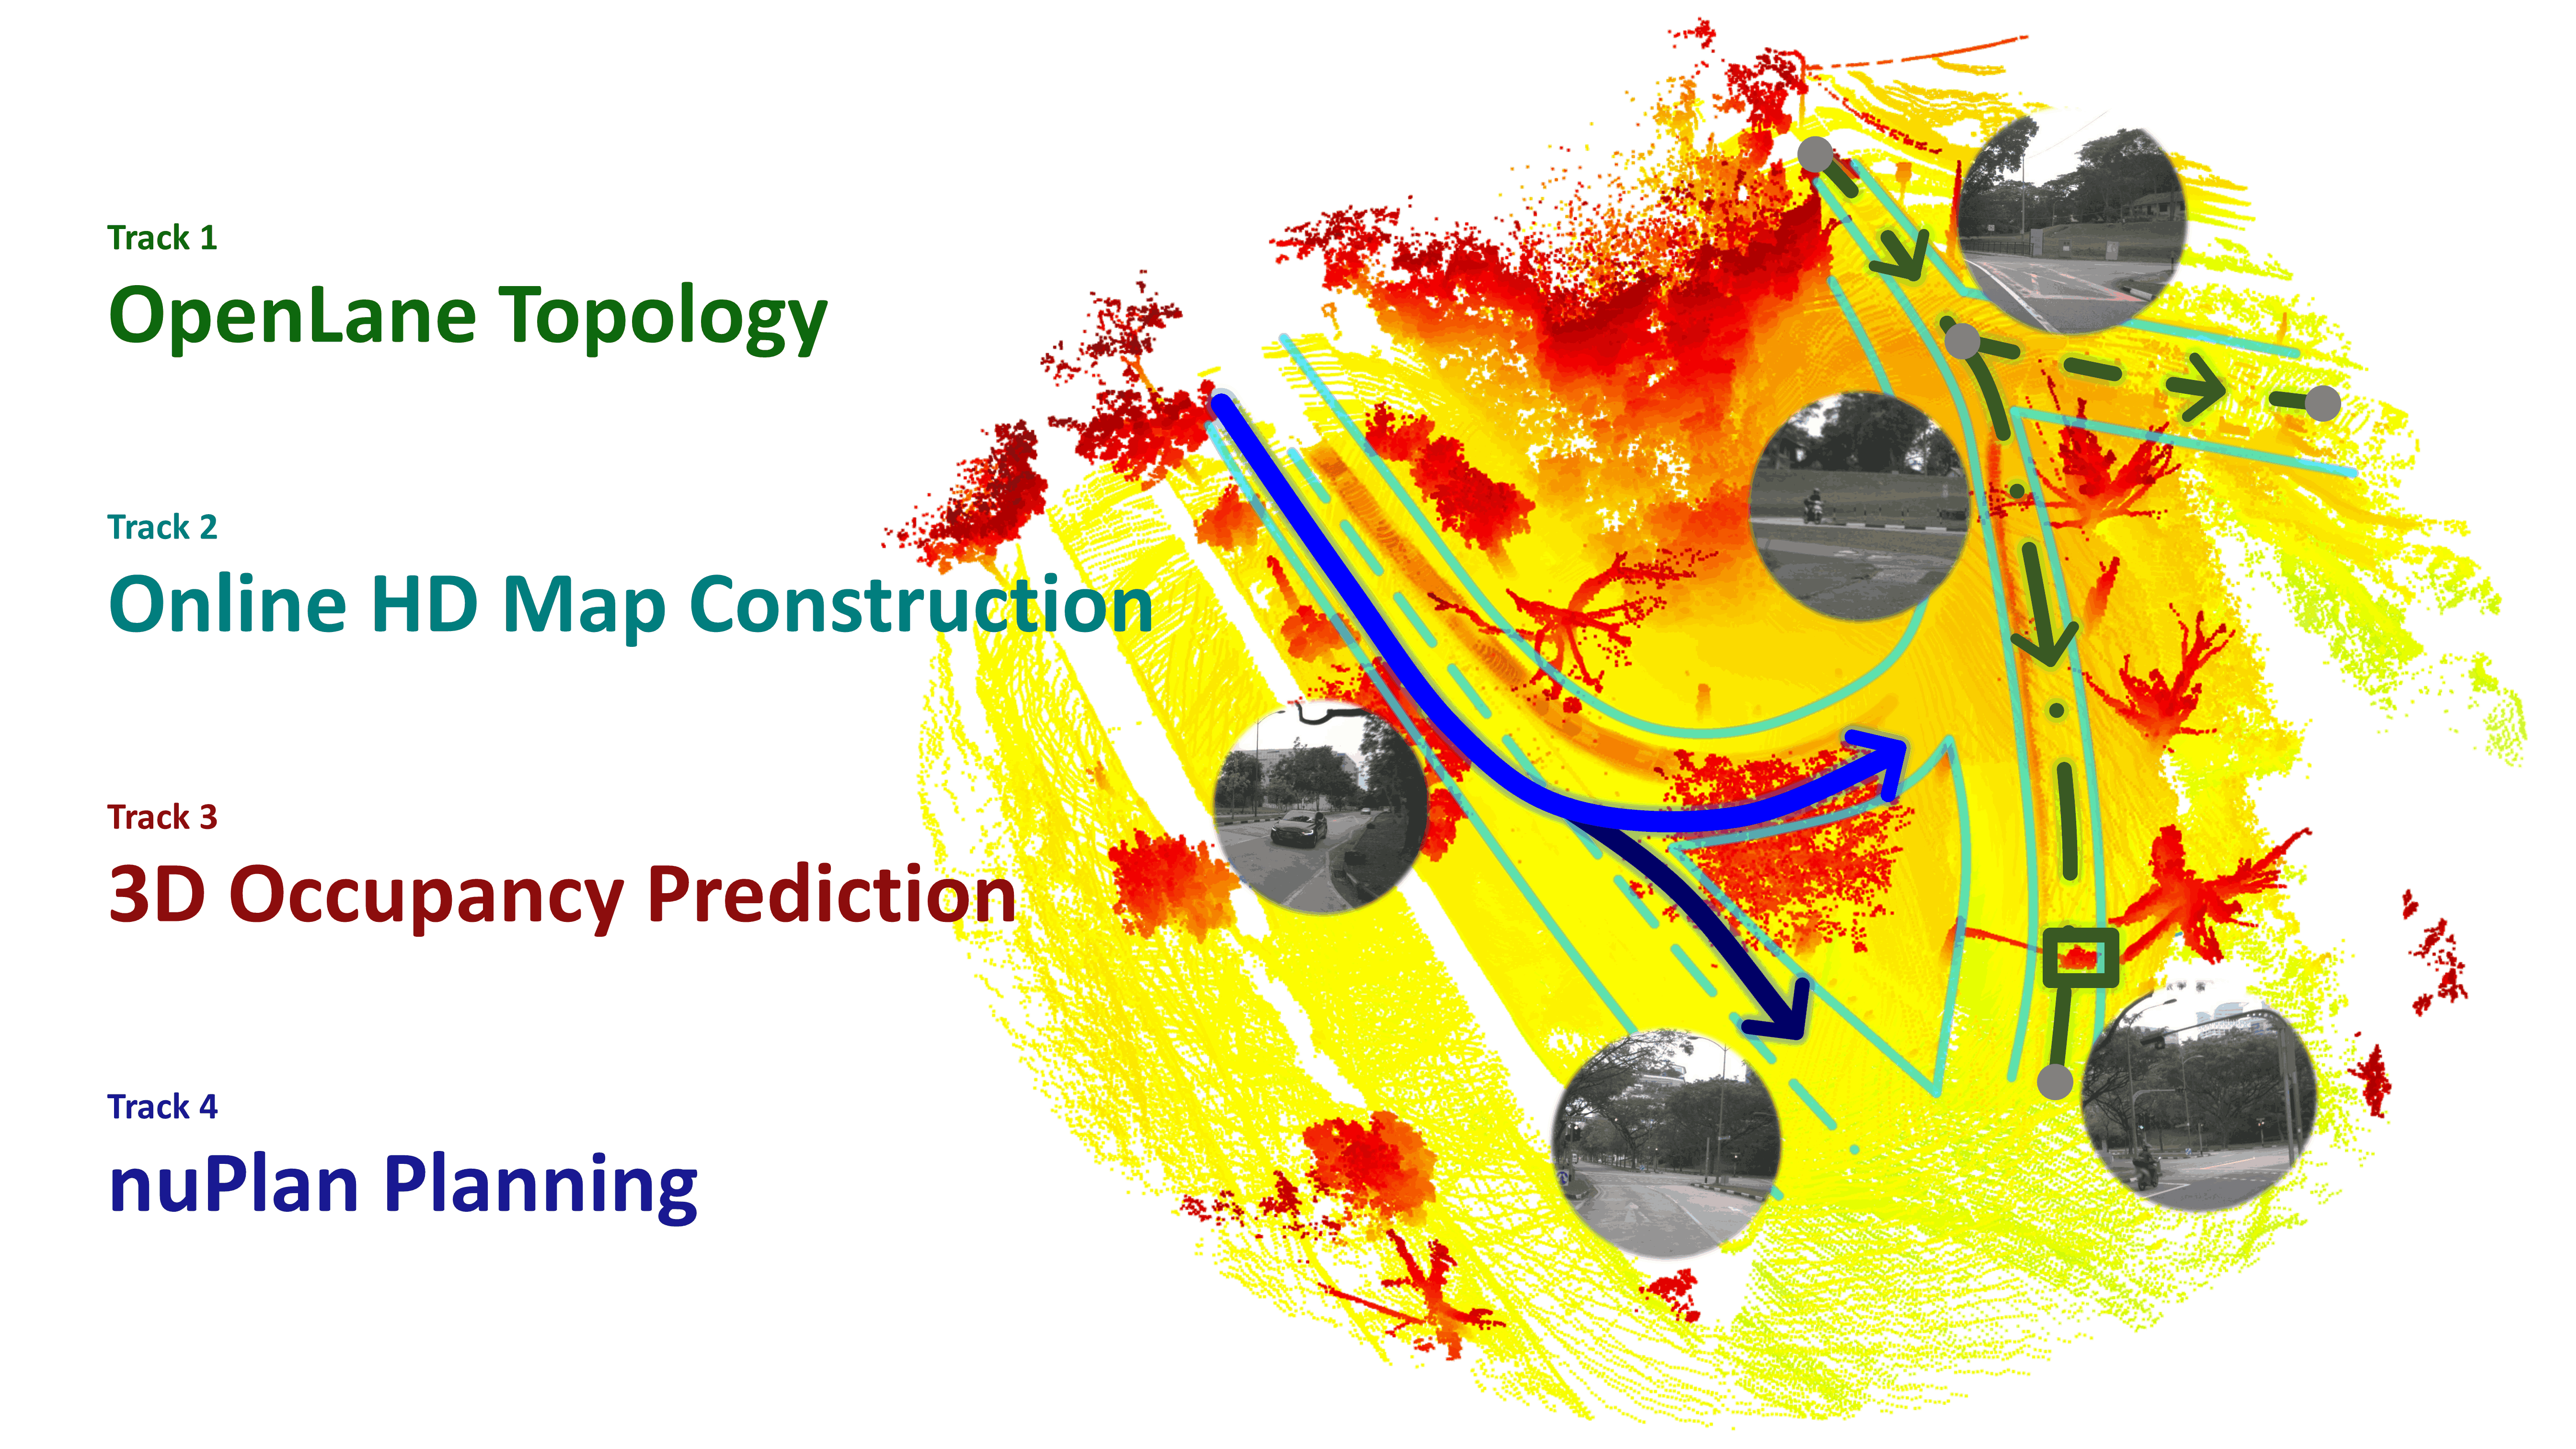 Track 1
OpenLane Topology
Track 2
Online HD Map Construction
Track 3
3D Occupancy Prediction
Track 4
nuPlan Planning